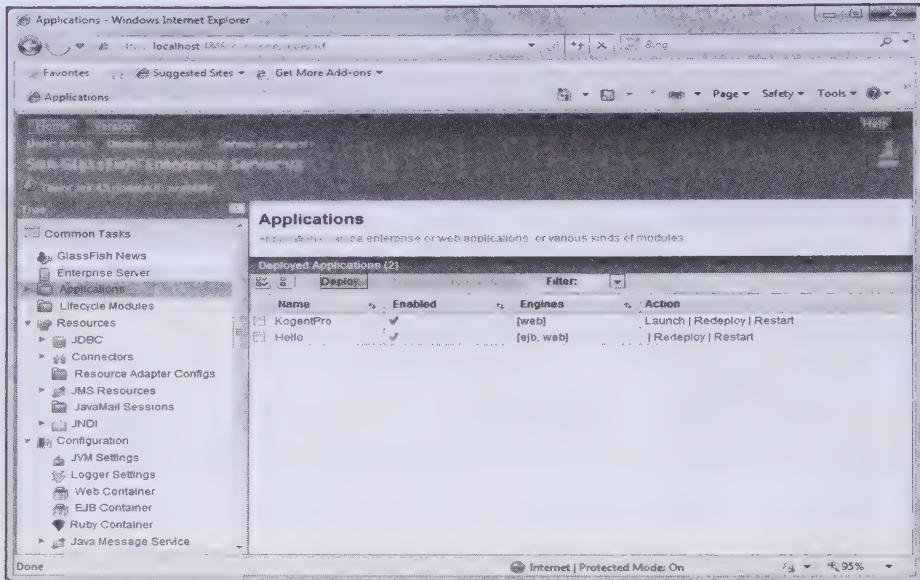 Applications - Windows Internet Explorer
localhost
Bing
Favorites Suggested Sites Get More Add-ons
Applications Page Safety Tools
Home Version Help
Sun GlassFish Enterprise Server v3
Tree
Common Tasks
GlassFish News
Enterprise Server
Applications
Lifecycle Modules
Resources
JDBC
Connectors
Resource Adapter Configs
JMS Resources
JavaMail Sessions
JNDI
Configuration
JVM Settings
Logger Settings
Web Container
EJB Container
Ruby Container
Java Message Service
Applications
enterprise or web applications, or various kinds of modules
Deployed Applications (2)
Deploy... Filter:
Name Enabled Engines Action
KogentPro [web] Launch | Redeploy | Restart
Hello [ejb, web] | Redeploy | Restart
Done Internet | Protected Mode: On 95%